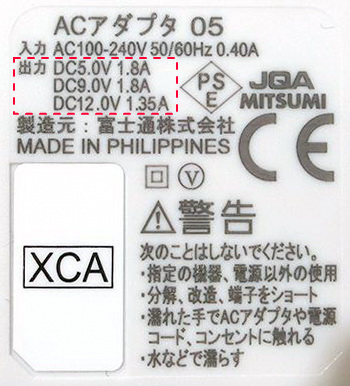 ACアダプタ 05
入力 AC100-240V 50/60Hz 0.40A
出力 DC5.0V 1.8A
DC9.0V 1.8A
DC12.0V 1.35A
PS
E
JQA
MITSUMI
製造元：富士通株式会社
MADE IN PHILIPPINES
CE
V
XCA
⚠警告
次のことはしないでください。
・指定の機器、電源以外の使用
・分解、改造、端子をショート
・濡れた手でACアダプタや電源
コード、コンセントに触れる
・水などで濡らす